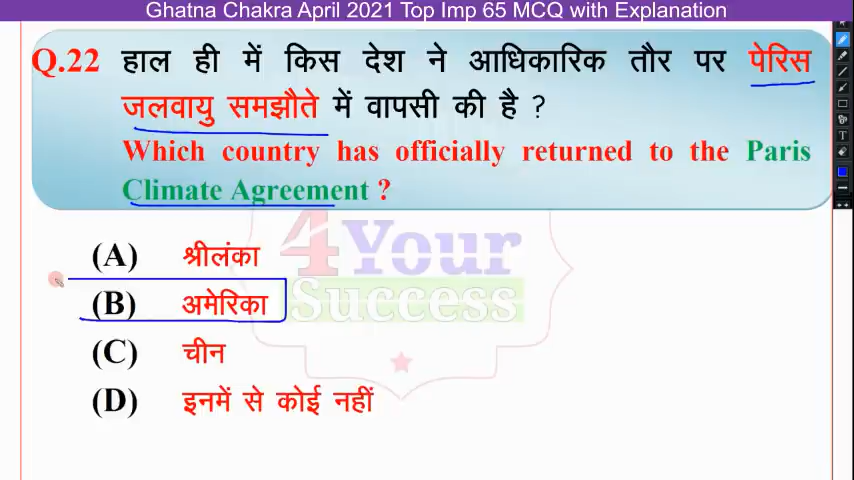 Ghatna Chakra April 2021 Top Imp 65 MCQ with Explanation
Q.22 हाल ही में किस देश ने आधिकारिक तौर पर पेरिस
जलवायु समझौते में वापसी की है ?
Which country has officially returned to the Paris
Climate Agreement ?
4Your
Success
(A) श्रीलंका
(B) अमेरिका
(C) चीन
(D) इनमें से कोई नहीं